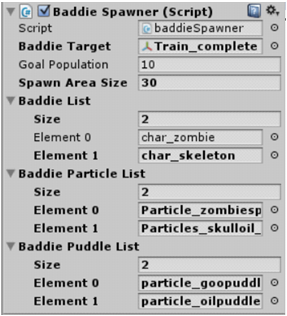 Baddie Spawner (Script)
Script baddieSpawner
Baddie Target Train_complete
Goal Population 10
Spawn Area Size 30
Baddie List
Size 2
Element 0 char_zombie
Element 1 char_skeleton
Baddie Particle List
Size 2
Element 0 Particle_zombiesp
Element 1 Particles_skulloil_
Baddie Puddle List
Size 2
Element 0 particle_goopuddl
Element 1 particle_oilpuddle